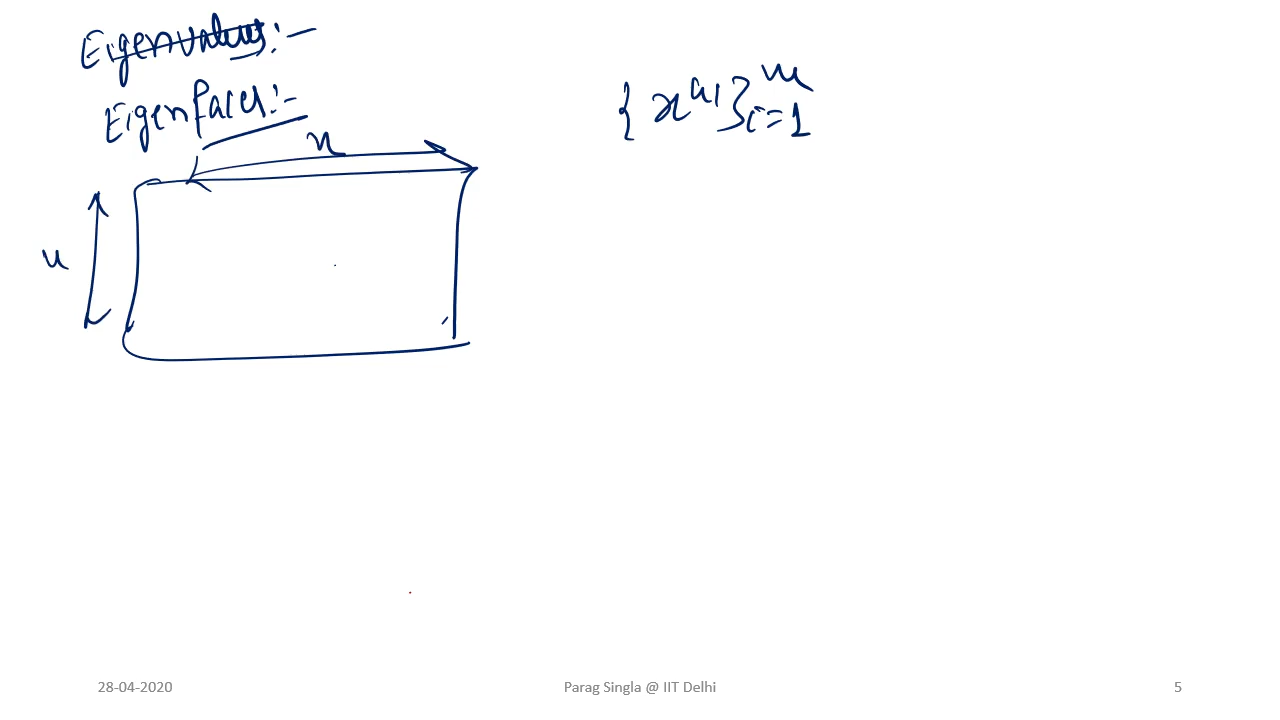 Eigenvalues:-
Eigenfaces:-
{x^(i)}_{i=1}^m
n
n
28-04-2020
Parag Singla @ IIT Delhi
5